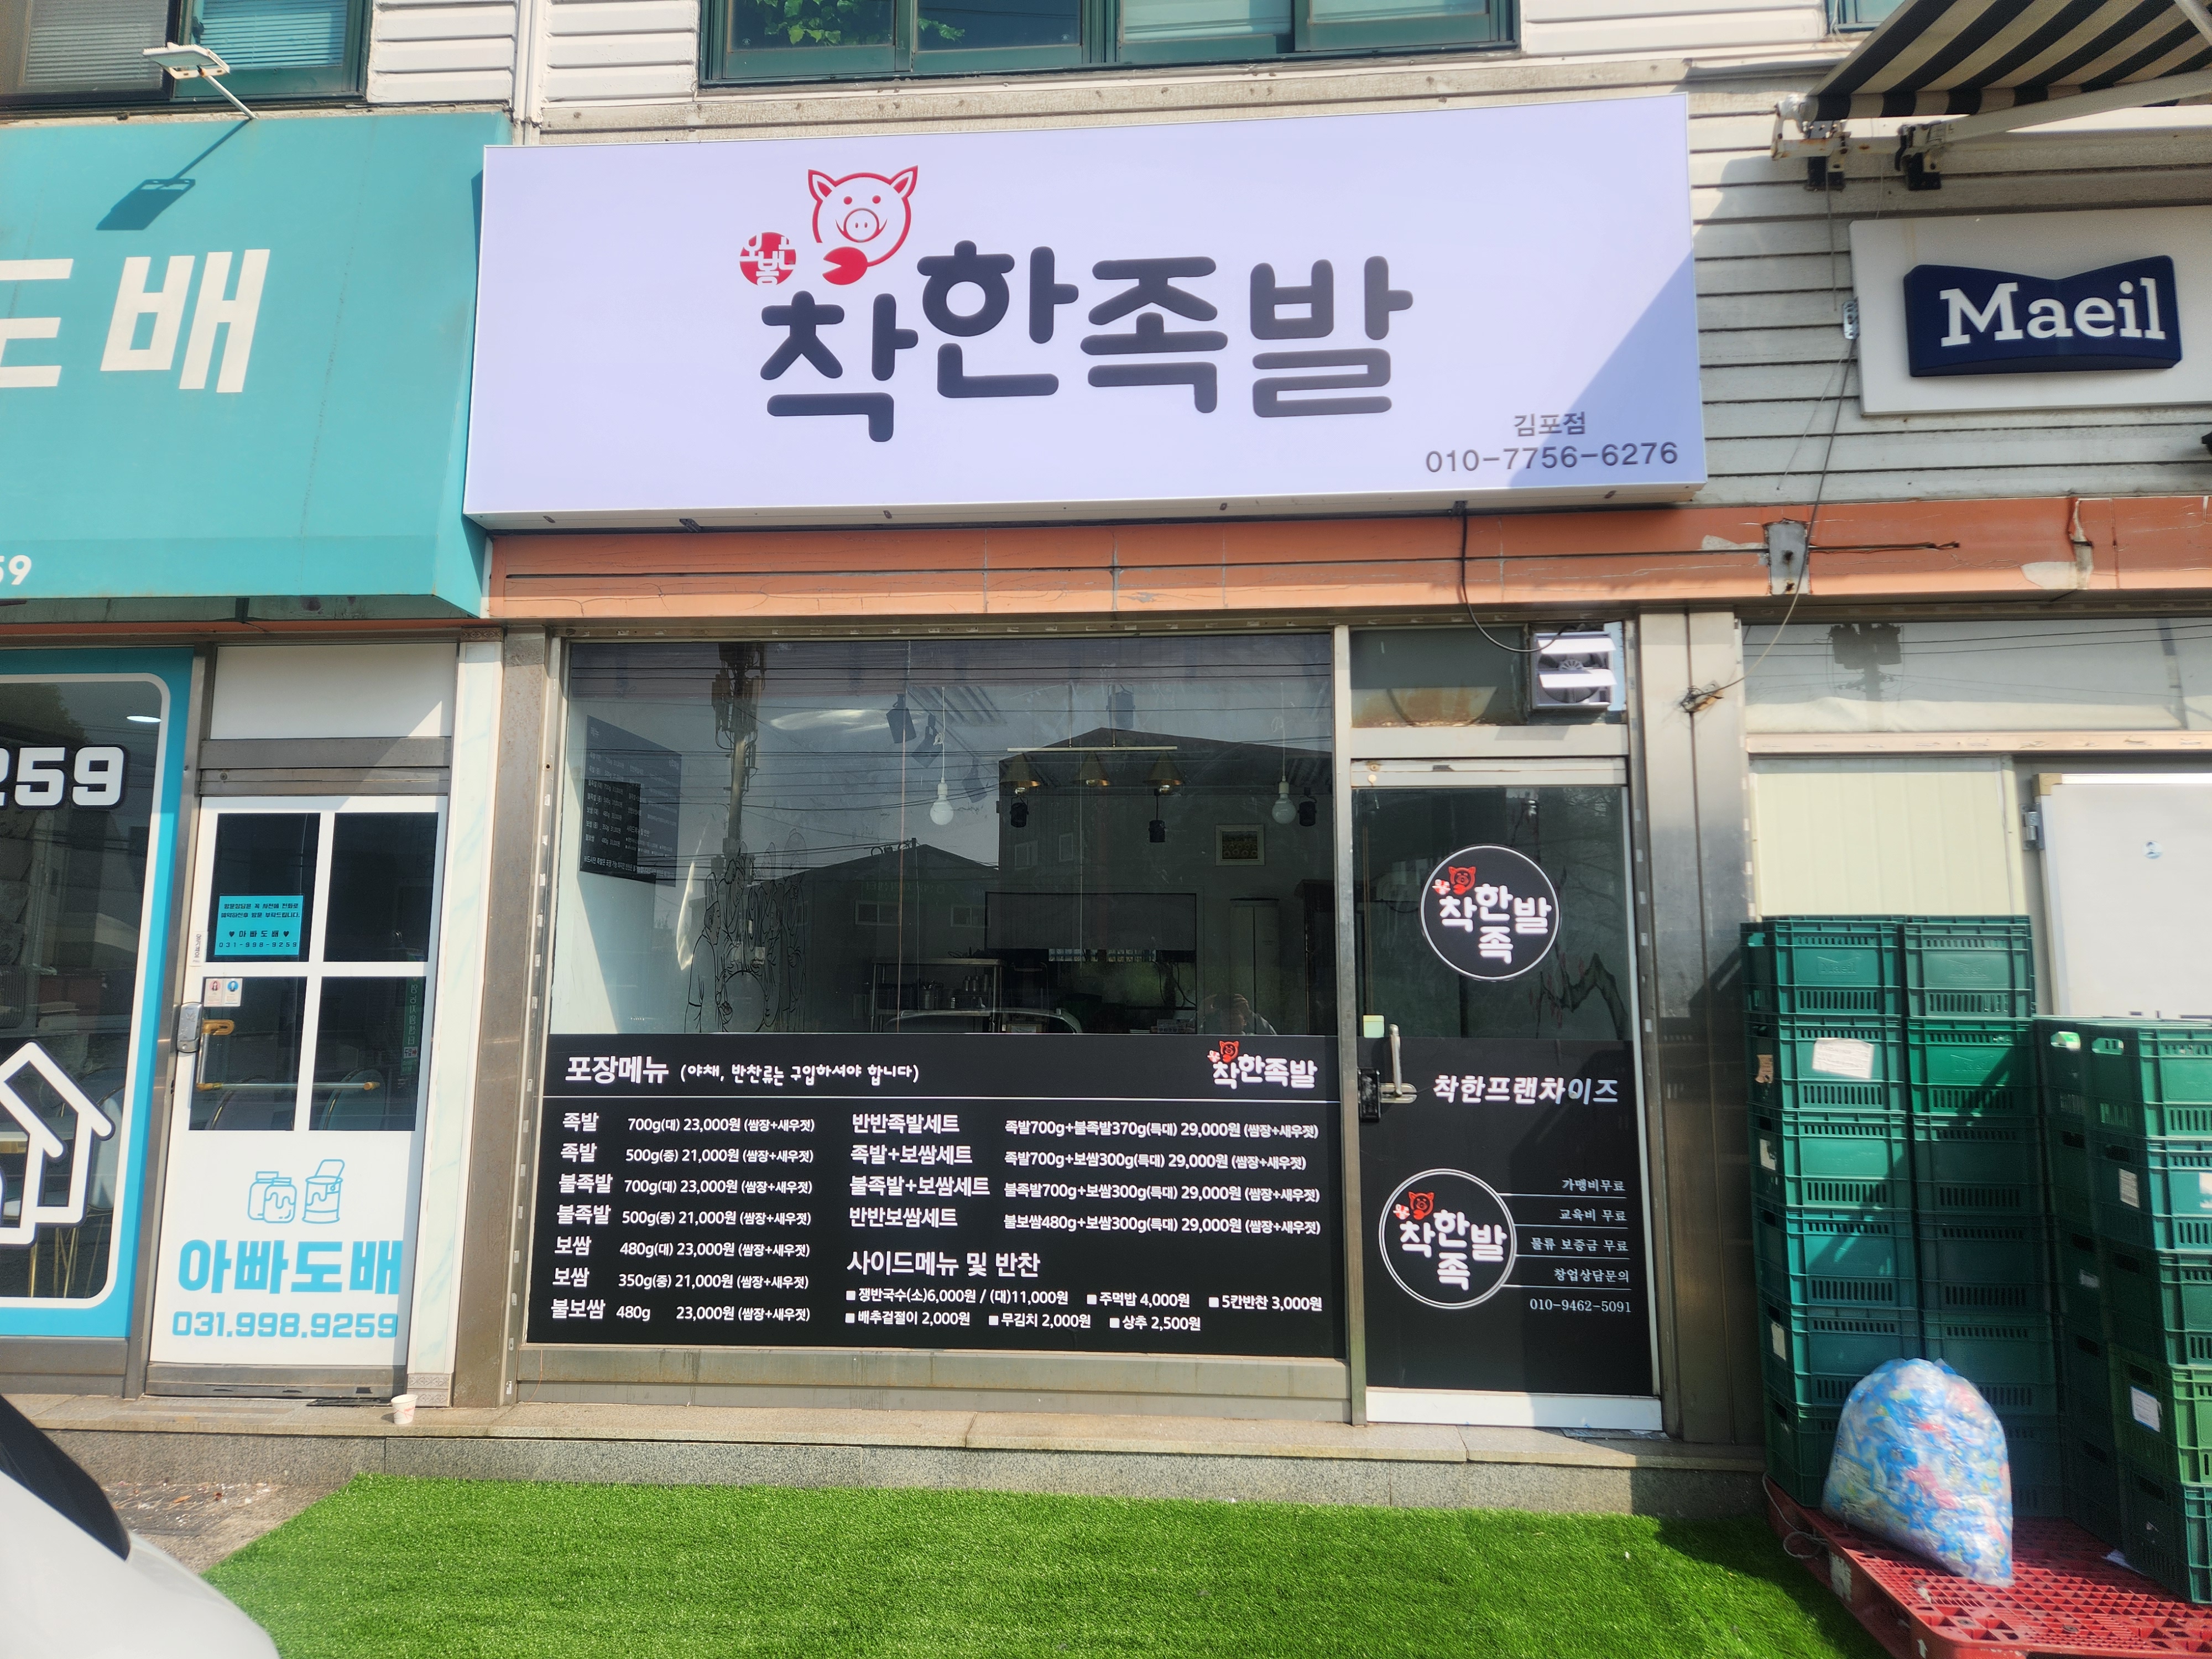 도배
오봉
착한족발
김포점
010-7756-6276
Maeil
59
259
아빠도배
031-998-9259
아빠도배
031.998.9259
착한족발
착한프랜차이즈
착한족발
가맹비무료
교육비 무료
물류 보증금 무료
창업상담문의
010-9462-5091
포장메뉴 (야채, 반찬류는 구입하셔야 합니다)
착한족발
족발 700g(대) 23,000원 (쌈장+새우젓)
족발 500g(중) 21,000원 (쌈장+새우젓)
불족발 700g(대) 23,000원 (쌈장+새우젓)
불족발 500g(중) 21,000원 (쌈장+새우젓)
보쌈 480g(대) 23,000원 (쌈장+새우젓)
보쌈 350g(중) 21,000원 (쌈장+새우젓)
불보쌈 480g 23,000원 (쌈장+새우젓)
반반족발세트 족발700g+불족발370g(특대) 29,000원 (쌈장+새우젓)
족발+보쌈세트 족발700g+보쌈300g(특대) 29,000원 (쌈장+새우젓)
불족발+보쌈세트 불족발700g+보쌈300g(특대) 29,000원 (쌈장+새우젓)
반반보쌈세트 불보쌈480g+보쌈300g(특대) 29,000원 (쌈장+새우젓)
사이드메뉴 및 반찬
■ 쟁반국수(소)6,000원 / (대)11,000원 ■ 주먹밥 4,000원 ■ 5칸반찬 3,000원
■ 배추겉절이 2,000원 ■ 무김치 2,000원 ■ 상추 2,500원